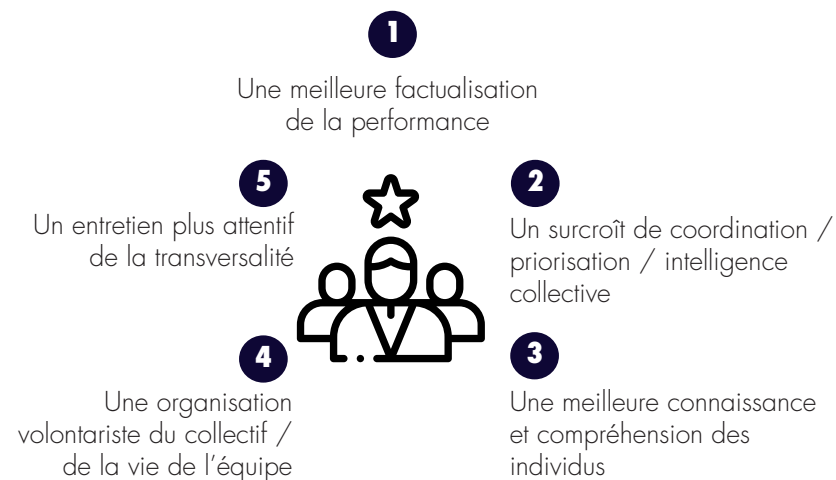 1
Une meilleure factualisation
de la performance
2
Un surcroît de coordination /
priorisation / intelligence
collective
3
Une meilleure connaissance
et compréhension des
individus
4
Une organisation
volontariste du collectif /
de la vie de l'équipe
5
Un entretien plus attentif
de la transversalité